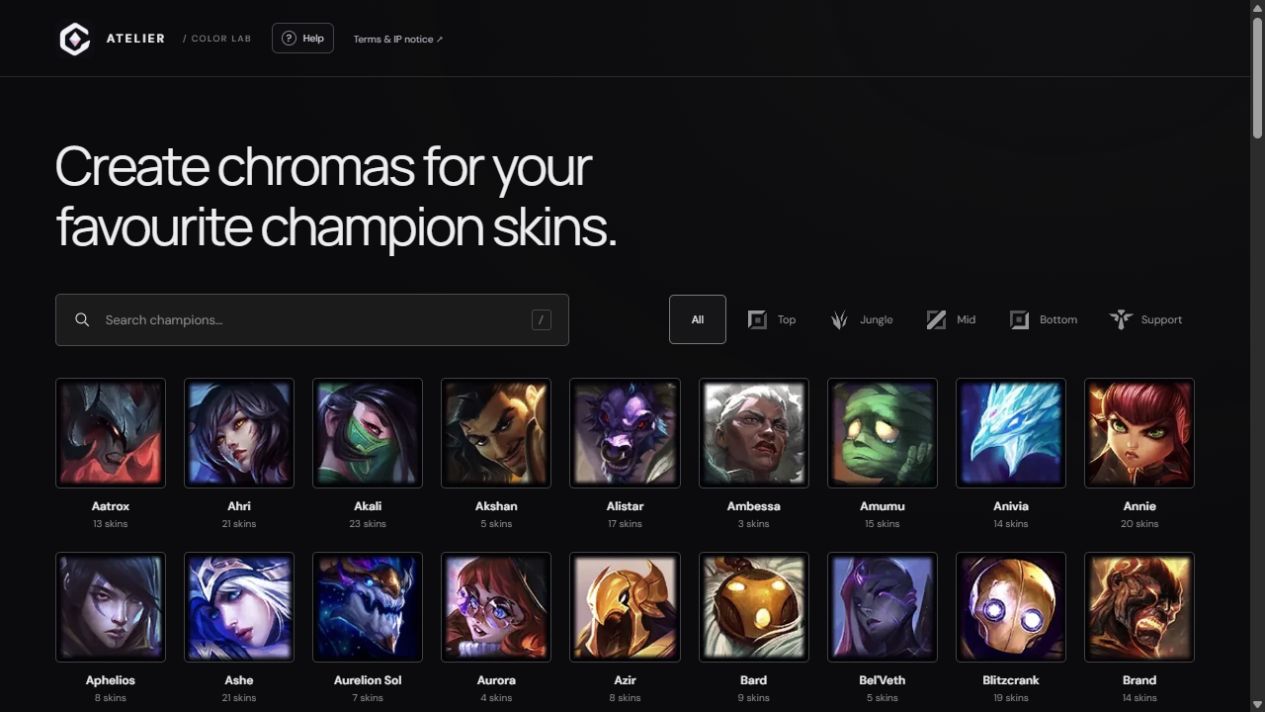 ATELIER / COLOR LAB ? Help Terms & IP notice ↗
Create chromas for your
favourite champion skins.
Search champions... / All Top Jungle Mid Bottom Support
Aatrox Ahri Akali Akshan Alistar Ambessa Amumu Anivia Annie
13 skins 21 skins 23 skins 5 skins 17 skins 3 skins 15 skins 14 skins 20 skins
Aphelios Ashe Aurelion Sol Aurora Azir Bard Bel'Veth Blitzcrank Brand
8 skins 21 skins 7 skins 4 skins 8 skins 9 skins 5 skins 19 skins 14 skins